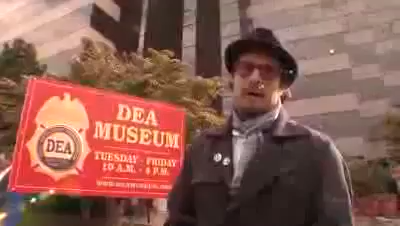 DEA
MUSEUM
DEA
TUESDAY - FRIDAY
10 A.M. - 4 P.M.